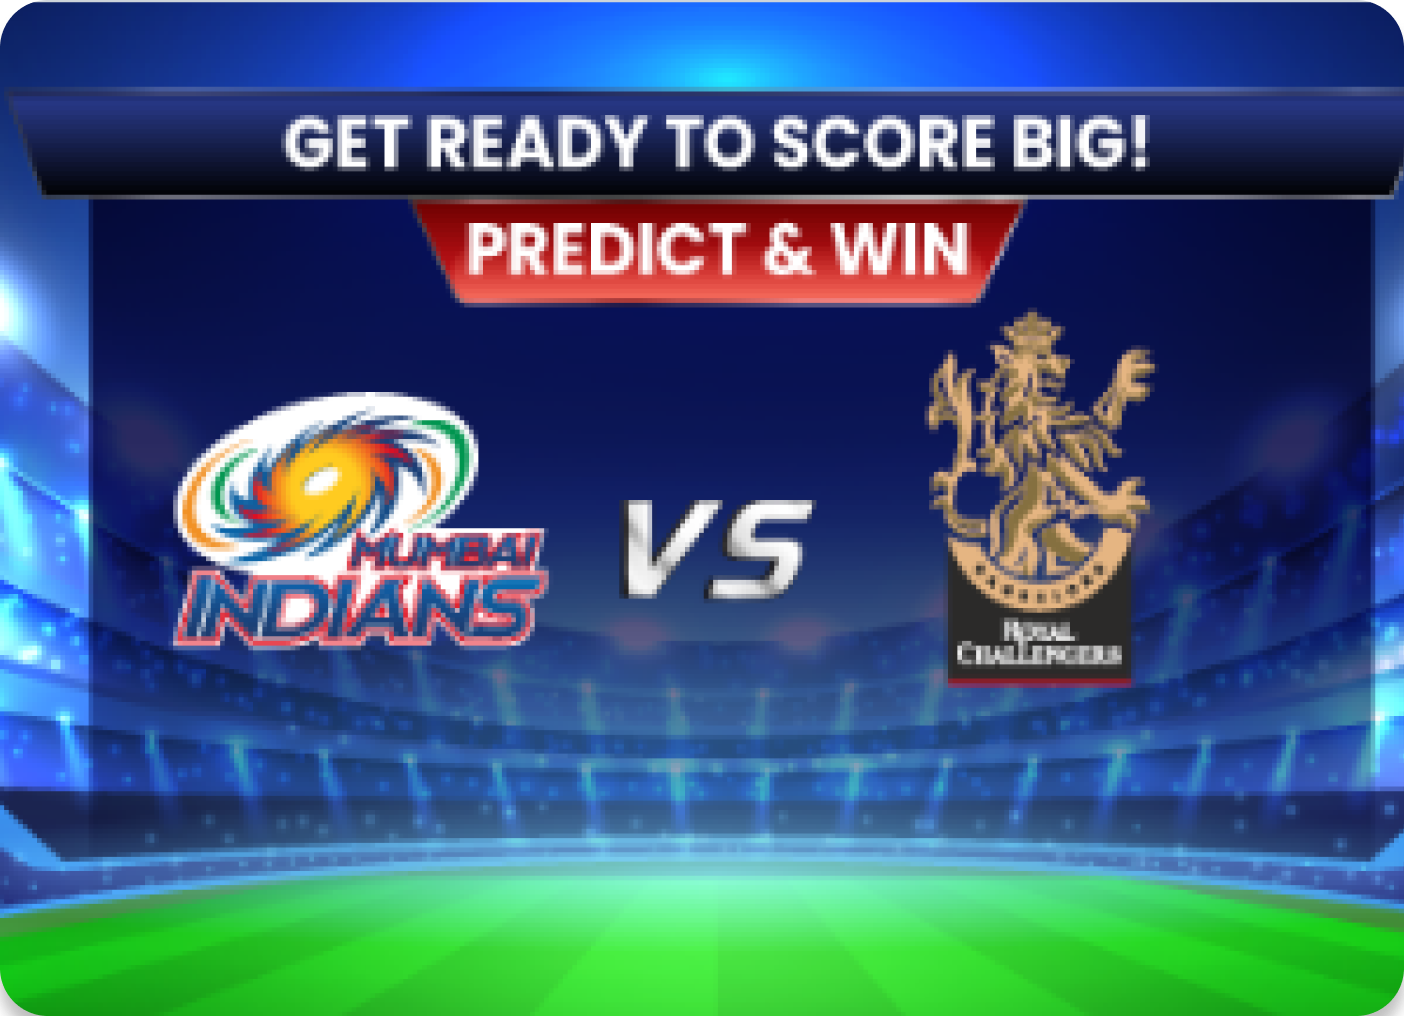 GET READY TO SCORE BIG!
PREDICT & WIN
MUMBAI
INDIANS
VS
ROYAL
CHALLENGERS